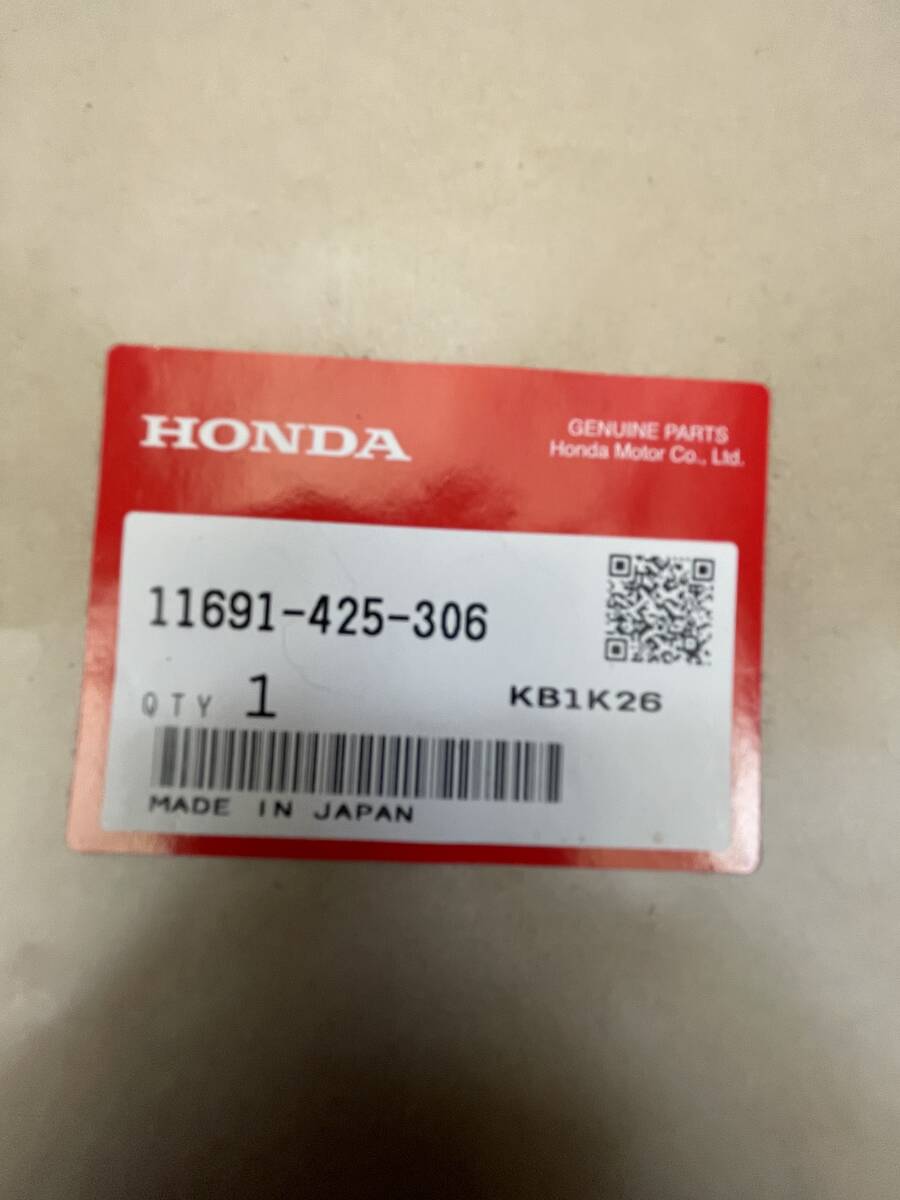 HONDA
GENUINE PARTS
Honda Motor Co., Ltd.
11691-425-306
QTY 1
KB1K26
MADE IN JAPAN